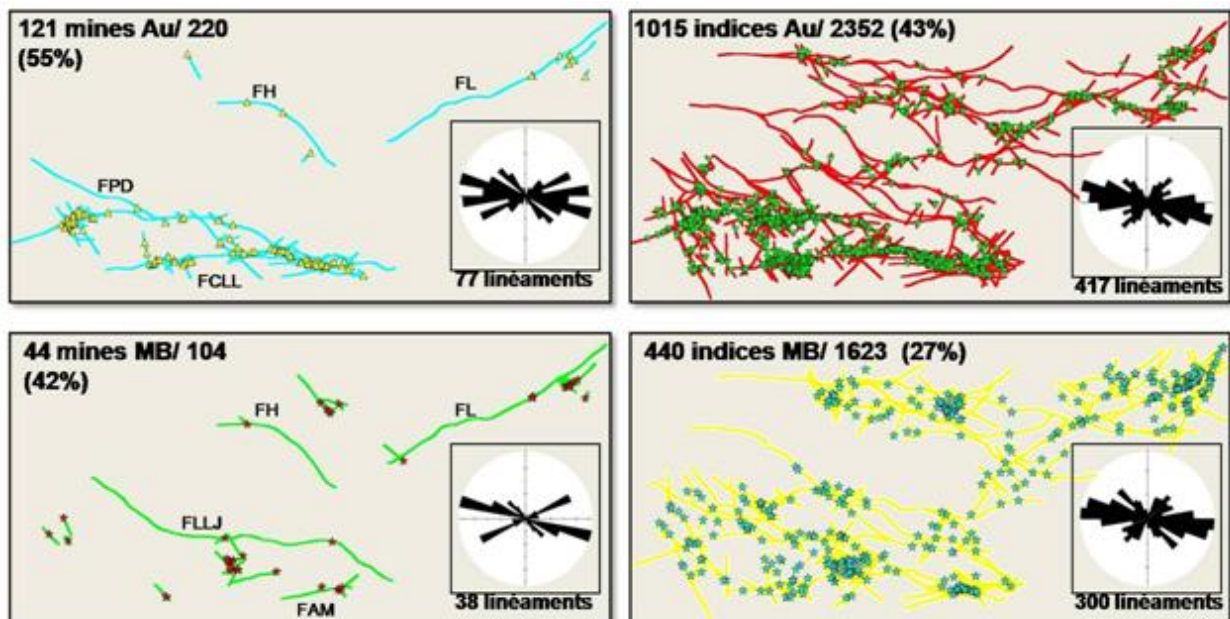 121 mines Au/ 220
(55%)
FH
FL
FPD
FCLL
77 linéaments
1015 indices Au/ 2352 (43%)
417 linéaments
44 mines MB/ 104
(42%)
FH
FL
FLLJ
FAM
38 linéaments
440 indices MB/ 1623 (27%)
300 linéaments